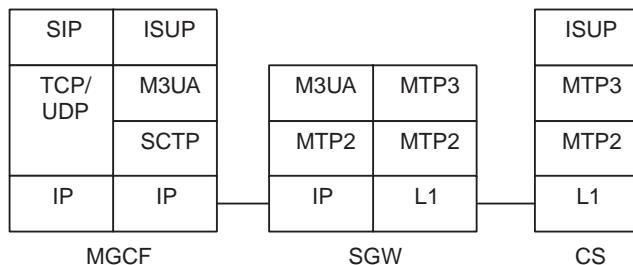 SIP ISUP ISUP
TCP/ M3UA M3UA MTP3 MTP3
UDP
SCTP MTP2 MTP2 MTP2
IP IP IP L1 L1
MGCF SGW CS